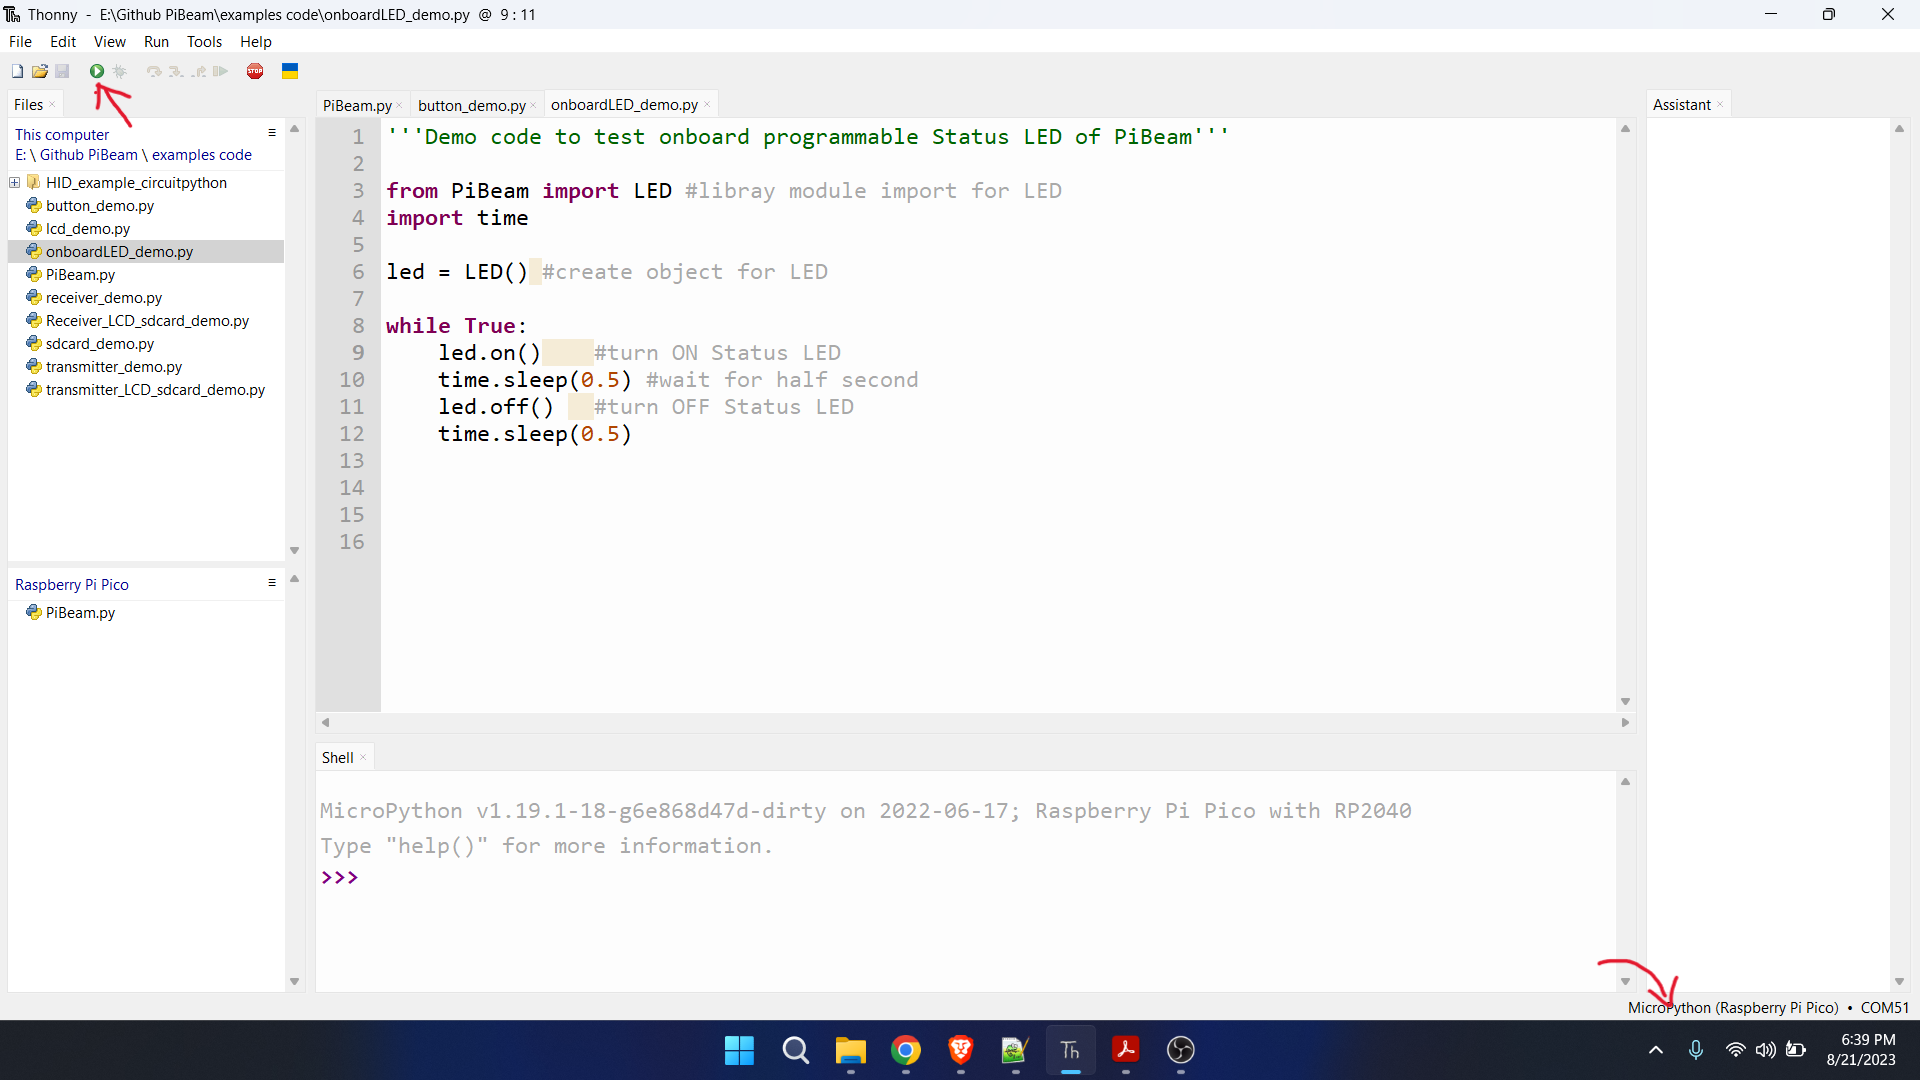 Thonny - E:\Github PiBeam\examples code\onboardLED_demo.py @ 9 : 11
File Edit View Run Tools Help
STOP
Files
PiBeam.py button_demo.py onboardLED_demo.py
Assistant
This computer
E: \ Github PiBeam \ examples code
HID_example_circuitpython
button_demo.py
lcd_demo.py
onboardLED_demo.py
PiBeam.py
receiver_demo.py
Receiver_LCD_sdcard_demo.py
sdcard_demo.py
transmitter_demo.py
transmitter_LCD_sdcard_demo.py
Raspberry Pi Pico
PiBeam.py
1 '''Demo code to test onboard programmable Status LED of PiBeam'''
2
3 from PiBeam import LED #libray module import for LED
4 import time
5
6 led = LED() #create object for LED
7
8 while True:
9     led.on()    #turn ON Status LED
10     time.sleep(0.5) #wait for half second
11     led.off()   #turn OFF Status LED
12     time.sleep(0.5)
13
14
15
16
Shell
MicroPython v1.19.1-18-g6e868d47d-dirty on 2022-06-17; Raspberry Pi Pico with RP2040
Type "help()" for more information.
>>>
MicroPython (Raspberry Pi Pico) • COM51
Th
6:39 PM
8/21/2023